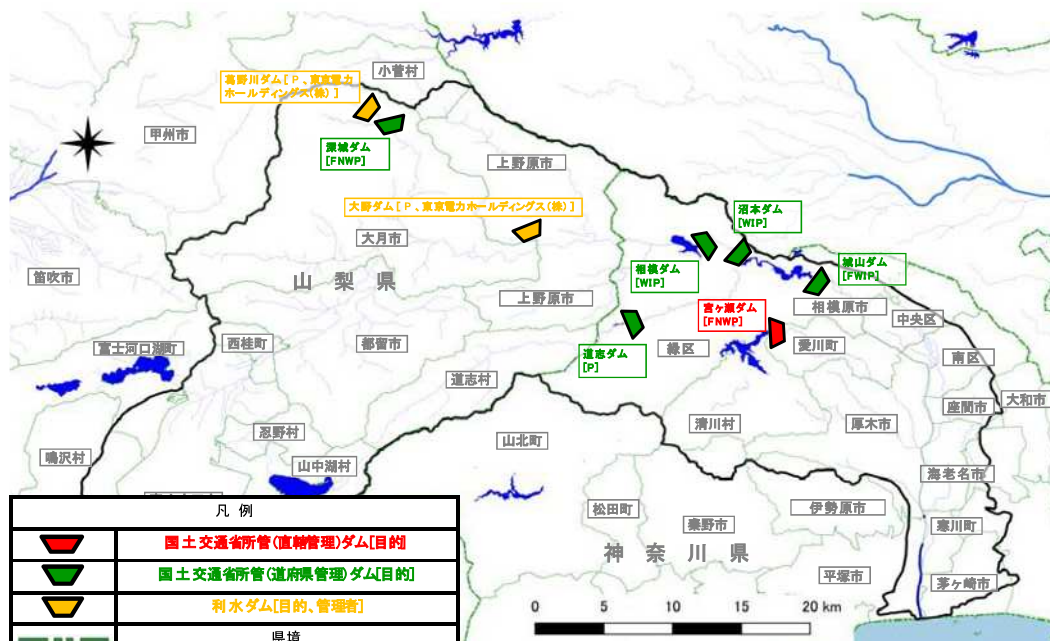 小菅村
葛野川ダム[P、東京電力
ホールディングス(株)]
甲州市
深城ダム
[FNWP]
上野原市
大野ダム[P、東京電力ホールディングス(株)]
沼本ダム
[WIP]
大月市
相模ダム
[WIP]
城山ダム
[FWIP]
笛吹市
山梨県
上野原市
宮ヶ瀬ダム
[FNWP]
相模原市
中央区
富士河口湖町
西桂町
都留市
道志ダム
[P]
緑区
愛川町
南区
道志村
座間市
大和市
忍野村
山北町
清川村
厚木市
鳴沢村
山中湖村
海老名市
松田町
秦野市
伊勢原市
寒川町
神奈川県
平塚市
茅ヶ崎市
凡例
国土交通省所管(直轄管理)ダム[目的]
国土交通省所管(道府県管理)ダム[目的]
利水ダム[目的、管理者]
県境
0 5 10 15 20 km